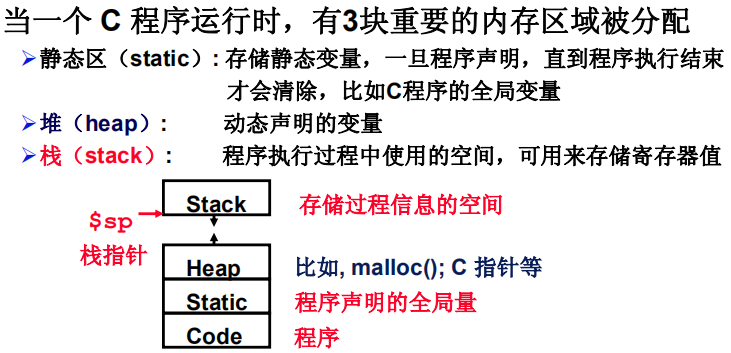 当一个 C 程序运行时，有3块重要的内存区域被分配
➢静态区（static）: 存储静态变量，一旦程序声明，直到程序执行结束
才会清除，比如C程序的全局变量
➢堆（heap）: 动态声明的变量
➢栈（stack）: 程序执行过程中使用的空间，可用来存储寄存器值
Stack 存储过程信息的空间
$sp
栈指针
Heap 比如, malloc(); C 指针等
Static 程序声明的全局量
Code 程序